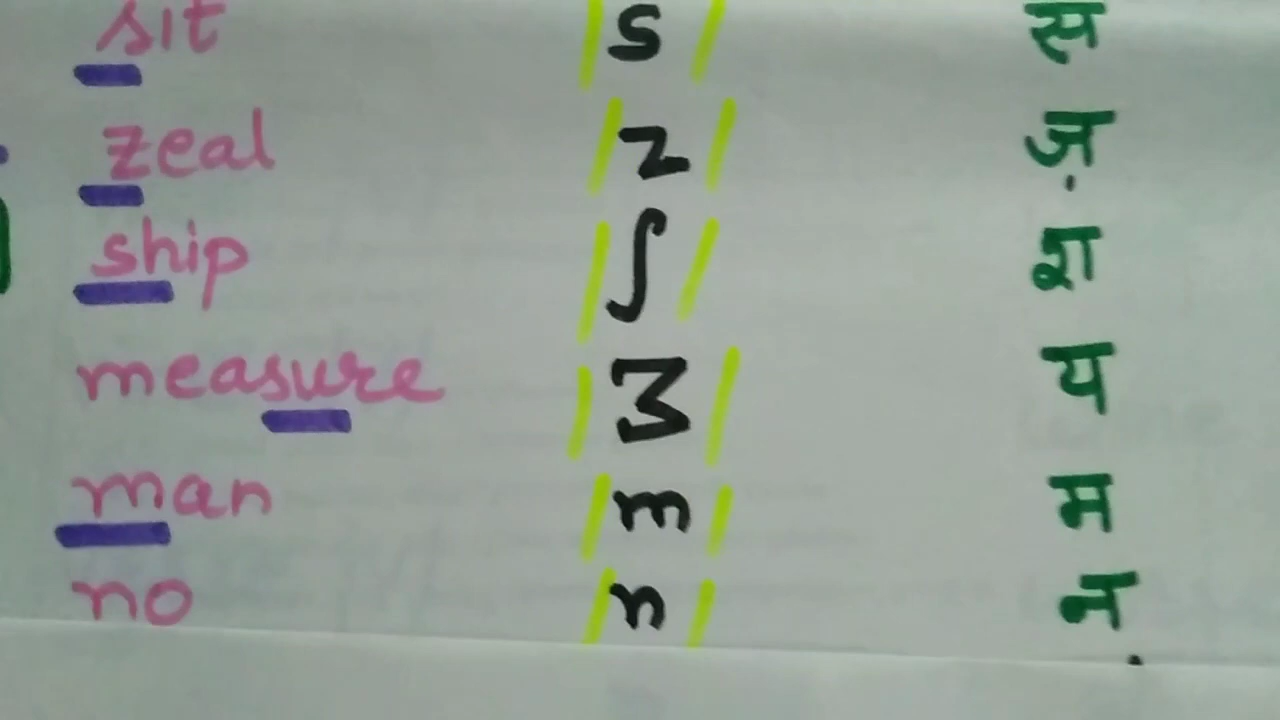 sit /s/ स
zeal /z/ ज़
ship /ʃ/ श
measure /ʒ/ य
man /m/ म
no /n/ न